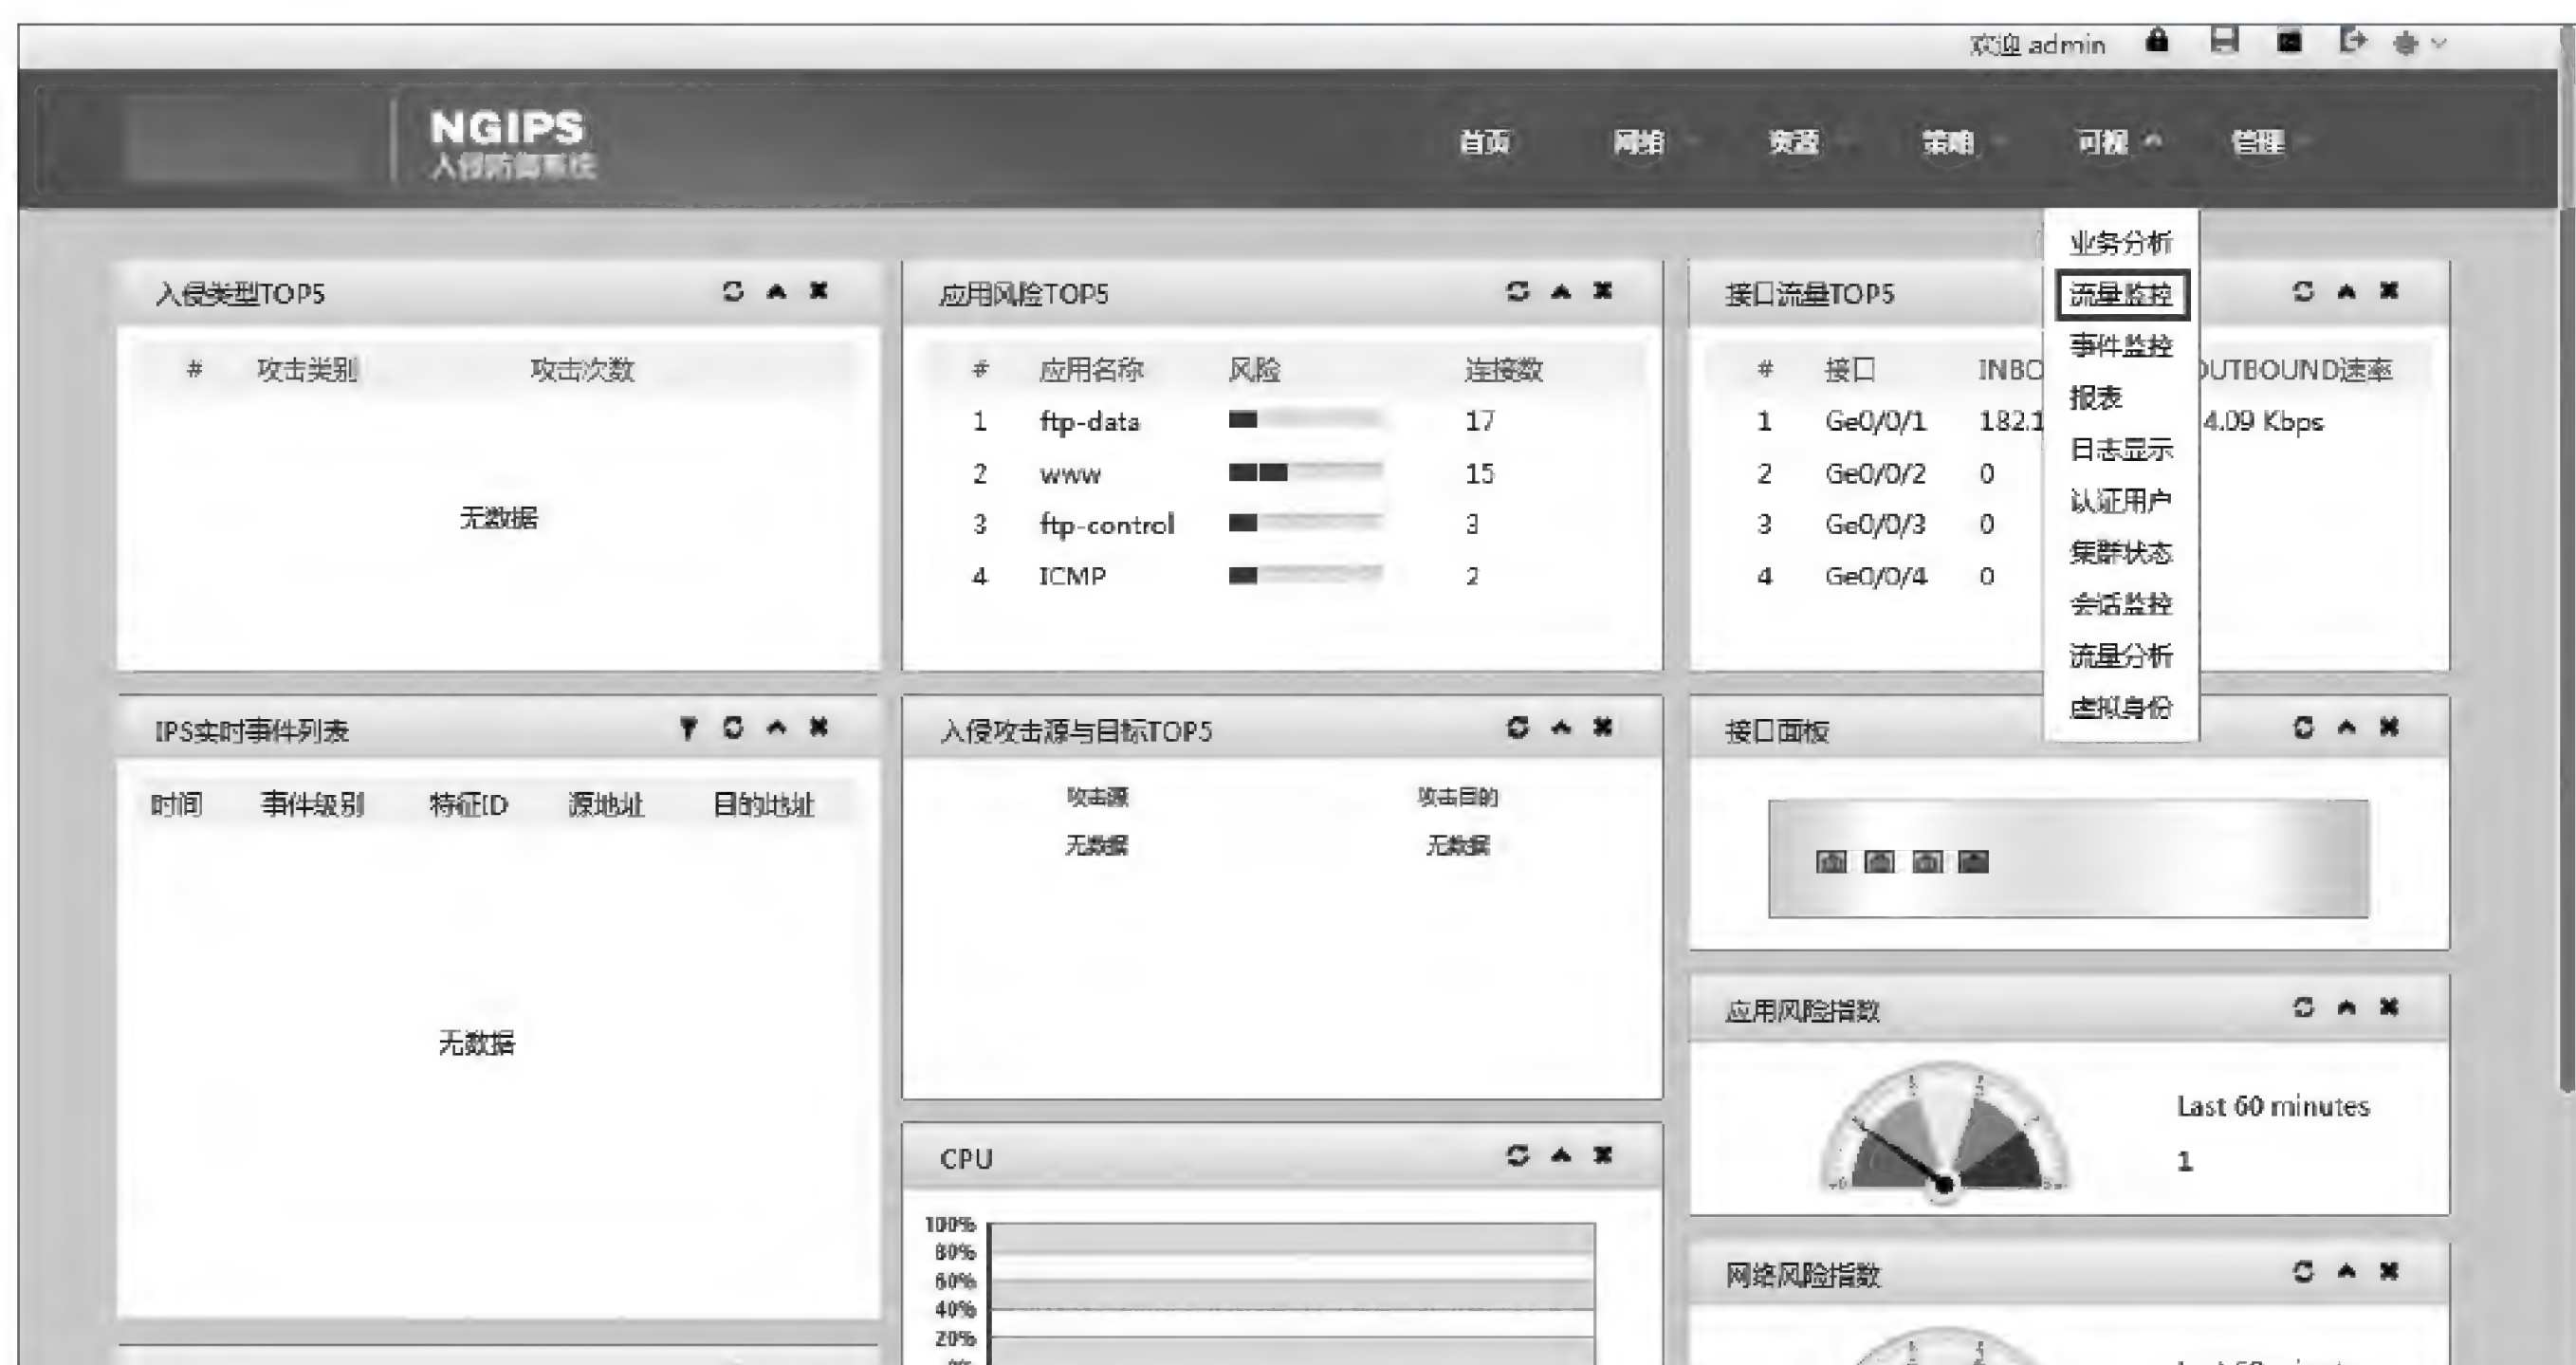 欢迎 admin
NGIPS
入侵防御系统
首页 网络 资源 策略 可视 管理
业务分析
流量监控
事件监控
报表
日志显示
认证用户
集群状态
会话监控
流量分析
虚拟身份
入侵类型TOP5
# 攻击类别 攻击次数
无数据
应用风险TOP5
# 应用名称 风险 连接数
1 ftp-data 17
2 www 15
3 ftp-control 3
4 ICMP 2
接口流量TOP5
# 接口 INBO OUTBOUND速率
1 Ge0/0/1 182.1 4.09 Kbps
2 Ge0/0/2 0
3 Ge0/0/3 0
4 Ge0/0/4 0
IPS实时事件列表
时间 事件级别 特征ID 源地址 目的地址
无数据
入侵攻击源与目标TOP5
攻击源 攻击目的
无数据 无数据
接口面板
应用风险指数
Last 60 minutes
1
CPU
100%
80%
60%
40%
20%
网络风险指数